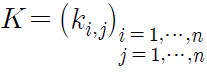 K = (k_{i,j})_{i = 1, ⋯, n
j = 1, ⋯, n}